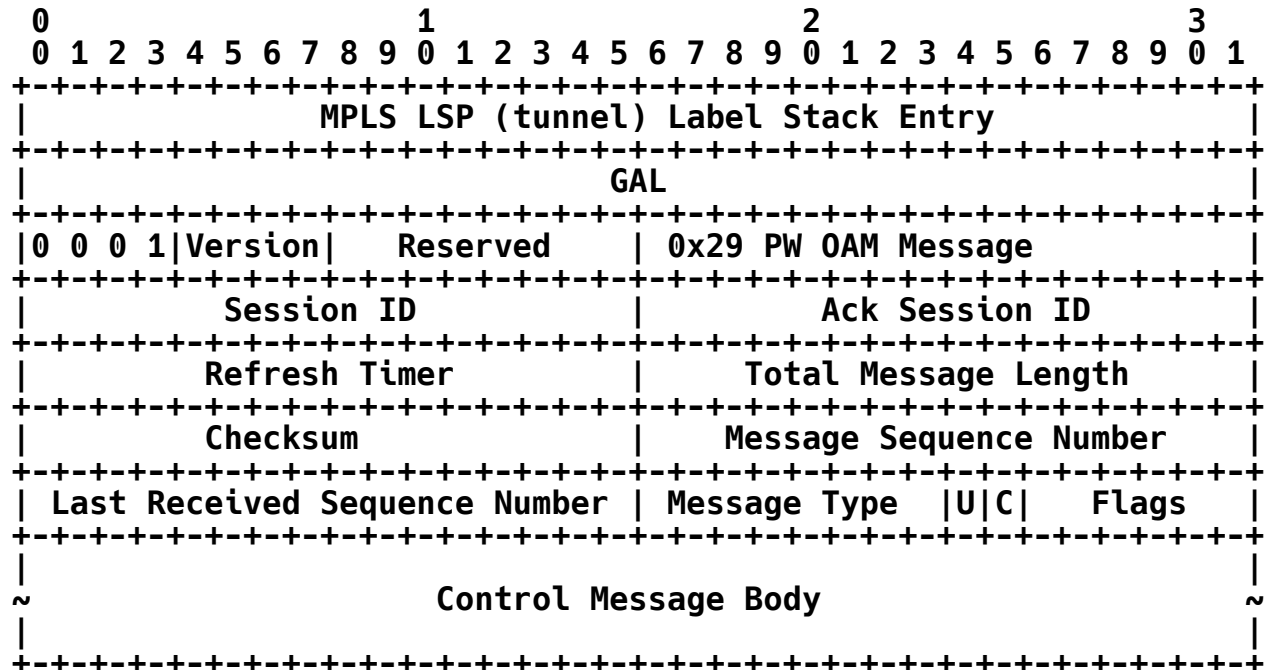 0                   1                   2                   3
 0 1 2 3 4 5 6 7 8 9 0 1 2 3 4 5 6 7 8 9 0 1 2 3 4 5 6 7 8 9 0 1
+-+-+-+-+-+-+-+-+-+-+-+-+-+-+-+-+-+-+-+-+-+-+-+-+-+-+-+-+-+-+-+-+
|               MPLS LSP (tunnel) Label Stack Entry             |
+-+-+-+-+-+-+-+-+-+-+-+-+-+-+-+-+-+-+-+-+-+-+-+-+-+-+-+-+-+-+-+-+
|                              GAL                              |
+-+-+-+-+-+-+-+-+-+-+-+-+-+-+-+-+-+-+-+-+-+-+-+-+-+-+-+-+-+-+-+-+
|0 0 0 1|Version|   Reserved    | 0x29 PW OAM Message           |
+-+-+-+-+-+-+-+-+-+-+-+-+-+-+-+-+-+-+-+-+-+-+-+-+-+-+-+-+-+-+-+-+
|          Session ID           |         Ack Session ID        |
+-+-+-+-+-+-+-+-+-+-+-+-+-+-+-+-+-+-+-+-+-+-+-+-+-+-+-+-+-+-+-+-+
|         Refresh Timer         |     Total Message Length      |
+-+-+-+-+-+-+-+-+-+-+-+-+-+-+-+-+-+-+-+-+-+-+-+-+-+-+-+-+-+-+-+-+
|         Checksum              |    Message Sequence Number    |
+-+-+-+-+-+-+-+-+-+-+-+-+-+-+-+-+-+-+-+-+-+-+-+-+-+-+-+-+-+-+-+-+
| Last Received Sequence Number | Message Type  |U|C|   Flags   |
+-+-+-+-+-+-+-+-+-+-+-+-+-+-+-+-+-+-+-+-+-+-+-+-+-+-+-+-+-+-+-+-+
|                                                               |
~                     Control Message Body                      ~
|                                                               |
+-+-+-+-+-+-+-+-+-+-+-+-+-+-+-+-+-+-+-+-+-+-+-+-+-+-+-+-+-+-+-+-+